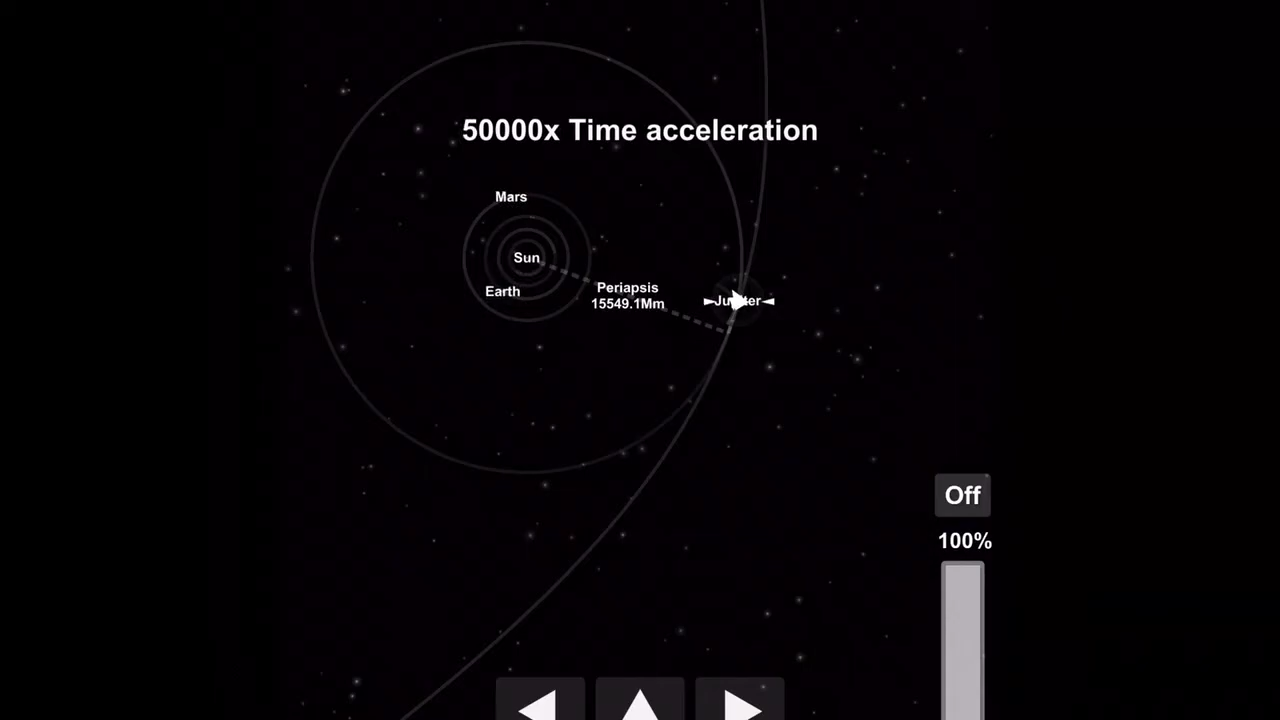 50000x Time acceleration
Mars
Sun
Earth
Periapsis
15549.1Mm
Off
100%